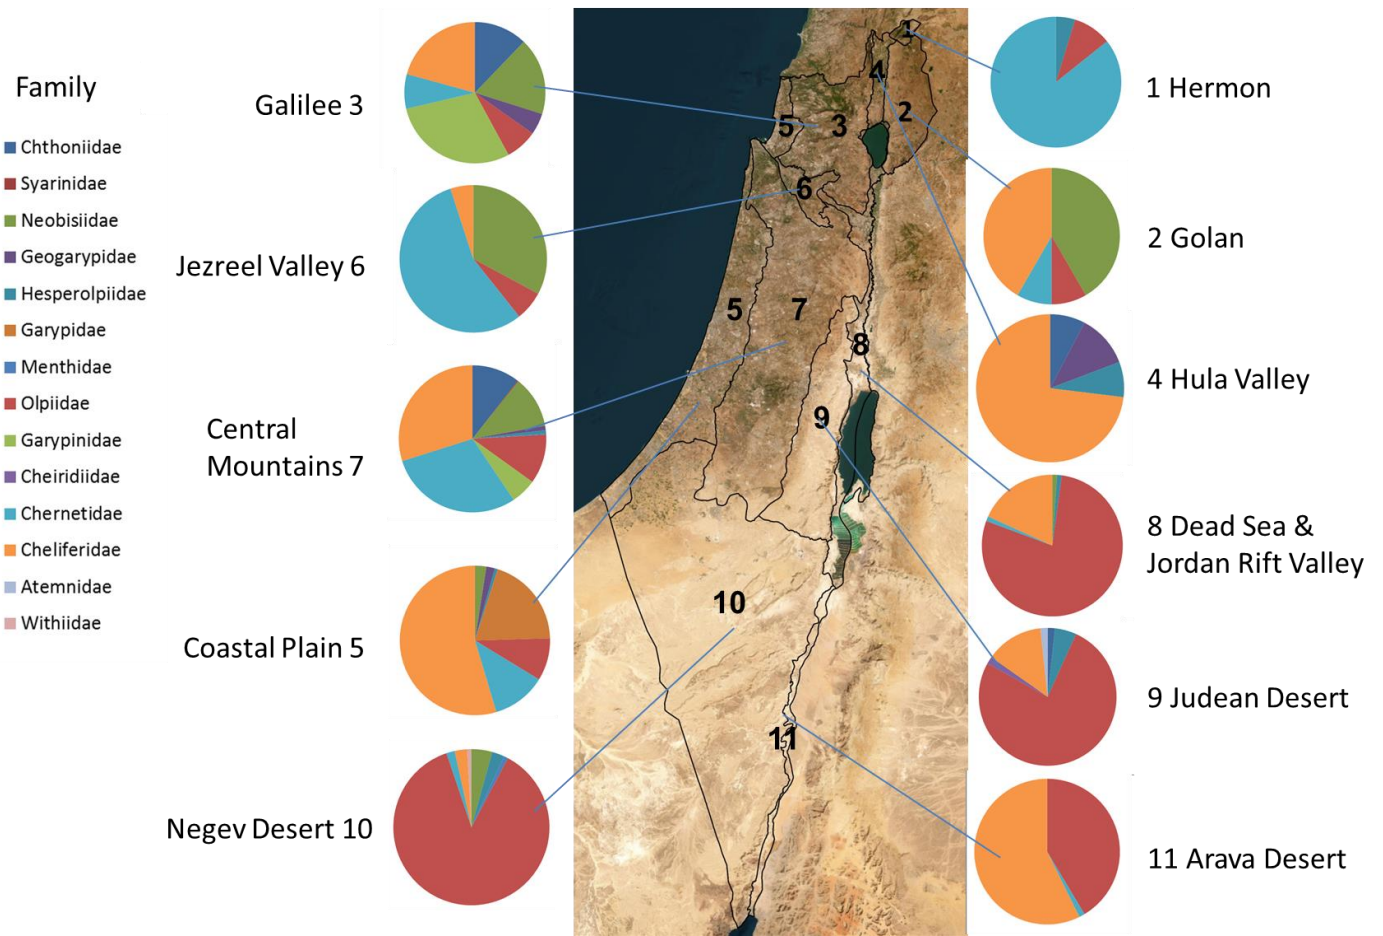 Family
Chthoniidae
Syarinidae
Neobisiidae
Geogarypidae
Hesperolpiidae
Garypidae
Menthidae
Olpiidae
Garypinidae
Cheiridiidae
Chernetidae
Cheliferidae
Atemnidae
Withiidae
Galilee 3
Jezreel Valley 6
Central
Mountains 7
Coastal Plain 5
Negev Desert 10
1
4
2
5
3
6
5
7
8
9
10
11
1 Hermon
2 Golan
4 Hula Valley
8 Dead Sea &
Jordan Rift Valley
9 Judean Desert
11 Arava Desert